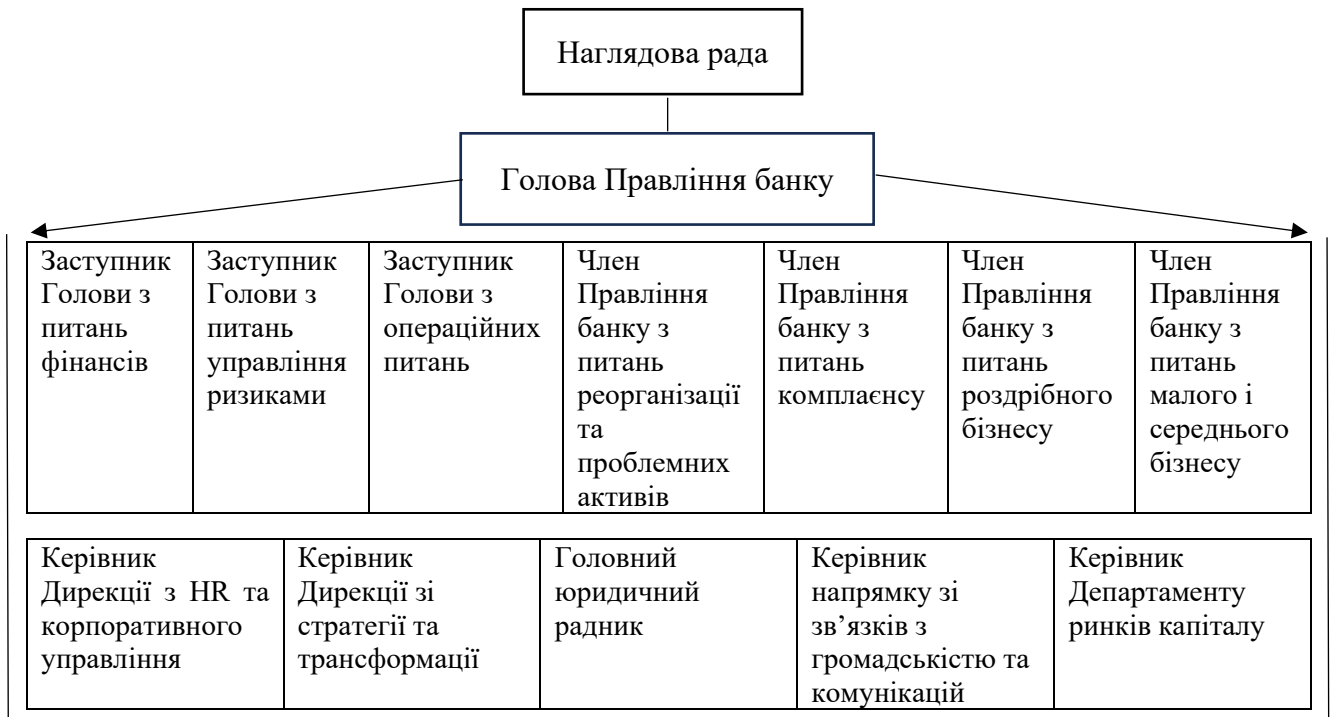 Наглядова рада
Голова Правління банку
Заступник
Голови з
питань
фінансів
Заступник
Голови з
питань
управління
ризиками
Заступник
Голови з
операційних
питань
Член
Правління
банку з
питань
реорганізації
та
проблемних
активів
Член
Правління
банку з
питань
комплаєнсу
Член
Правління
банку з
питань
роздрібного
бізнесу
Член
Правління
банку з
питань
малого і
середнього
бізнесу
Керівник
Дирекції з HR та
корпоративного
управління
Керівник
Дирекції зі
стратегії та
трансформації
Головний
юридичний
радник
Керівник
напрямку зі
зв’язків з
громадськістю та
комунікацій
Керівник
Департаменту
ринків капіталу